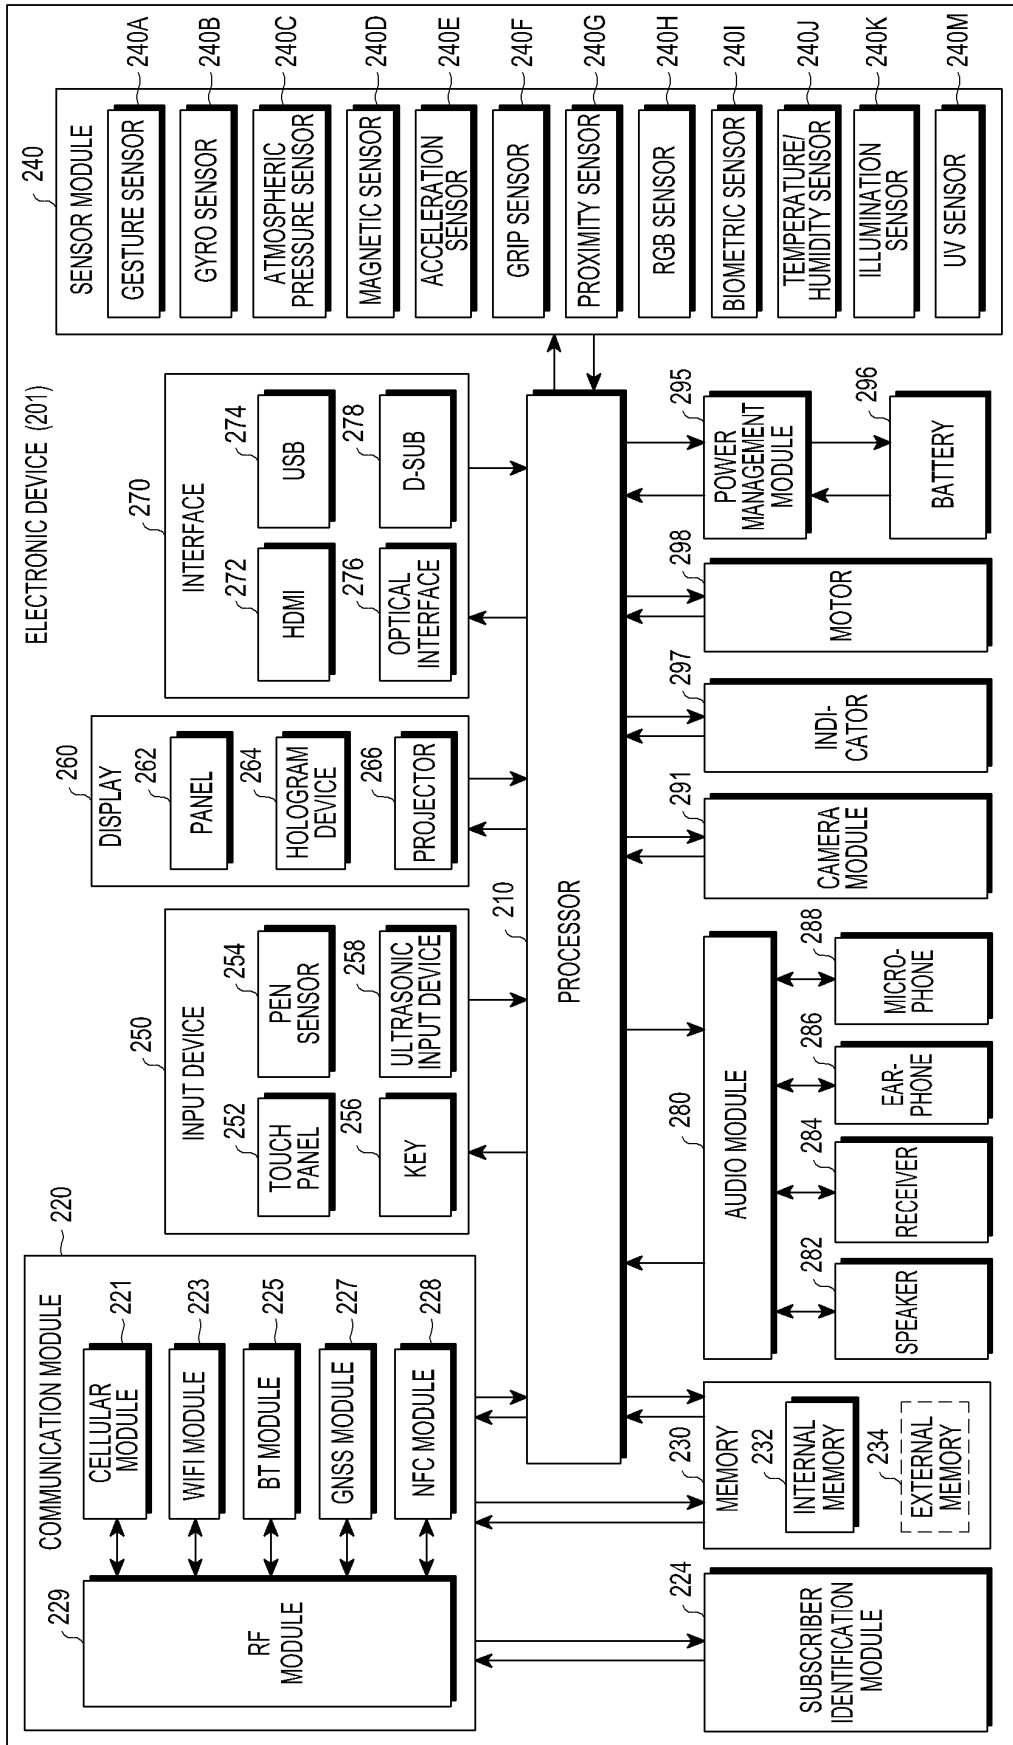 ELECTRONIC DEVICE (201)
COMMUNICATION MODULE
220
229
RF
MODULE
CELLULAR
MODULE
221
WIFI MODULE
223
BT MODULE
225
GNSS MODULE
227
NFC MODULE
228
INPUT DEVICE
250
TOUCH
PANEL
252
PEN
SENSOR
254
KEY
256
ULTRASONIC
INPUT DEVICE
258
DISPLAY
260
PANEL
262
HOLOGRAM
DEVICE
264
PROJECTOR
266
INTERFACE
270
HDMI
272
USB
274
OPTICAL
INTERFACE
276
D-SUB
278
SENSOR MODULE
240
GESTURE SENSOR
240A
GYRO SENSOR
240B
ATMOSPHERIC
PRESSURE SENSOR
240C
MAGNETIC SENSOR
240D
ACCELERATION
SENSOR
240E
GRIP SENSOR
240F
PROXIMITY SENSOR
240G
RGB SENSOR
240H
BIOMETRIC SENSOR
240I
TEMPERATURE/
HUMIDITY SENSOR
240J
ILLUMINATION
SENSOR
240K
UV SENSOR
240M
PROCESSOR
210
SUBSCRIBER
IDENTIFICATION
MODULE
224
MEMORY
230
INTERNAL
MEMORY
232
EXTERNAL
MEMORY
234
AUDIO MODULE
280
SPEAKER
282
RECEIVER
284
EAR-
PHONE
286
MICRO-
PHONE
288
CAMERA
MODULE
291
INDI-
CATOR
297
MOTOR
298
POWER
MANAGEMENT
MODULE
295
BATTERY
296